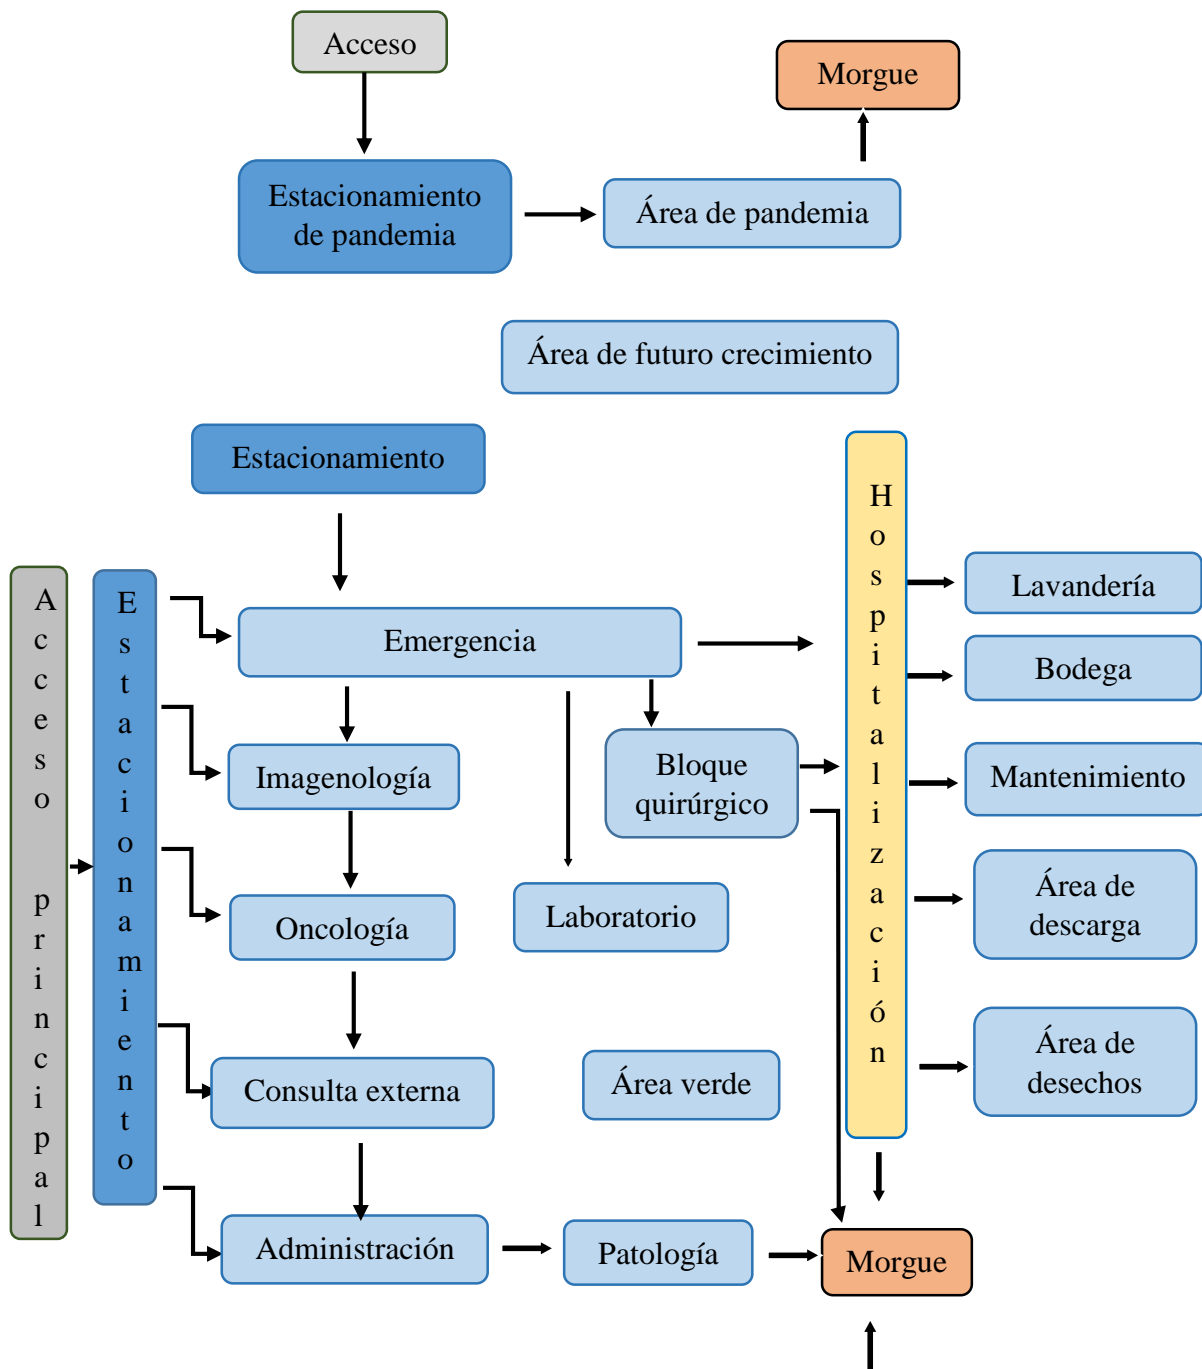 Acceso
Morgue
Estacionamiento
de pandemia
Área de pandemia
Área de futuro crecimiento
Estacionamiento
Acceso principal
Estacionamiento
Emergencia
Imagenología
Oncología
Consulta externa
Administración
Laboratorio
Bloque
quirúrgico
Área verde
Patología
Hospitalización
Lavandería
Bodega
Mantenimiento
Área de
descarga
Área de
desechos
Morgue